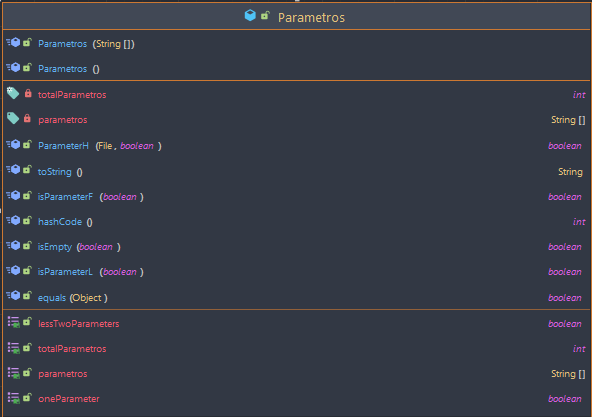 Parametros
Parametros (String [])
Parametros ()
totalParametros int
parametros String []
ParameterH (File, boolean ) boolean
toString () String
isParameterF (boolean ) boolean
hashCode () int
isEmpty (boolean ) boolean
isParameterL (boolean ) boolean
equals (Object ) boolean
lessTwoParameters boolean
totalParametros int
parametros String []
oneParameter boolean